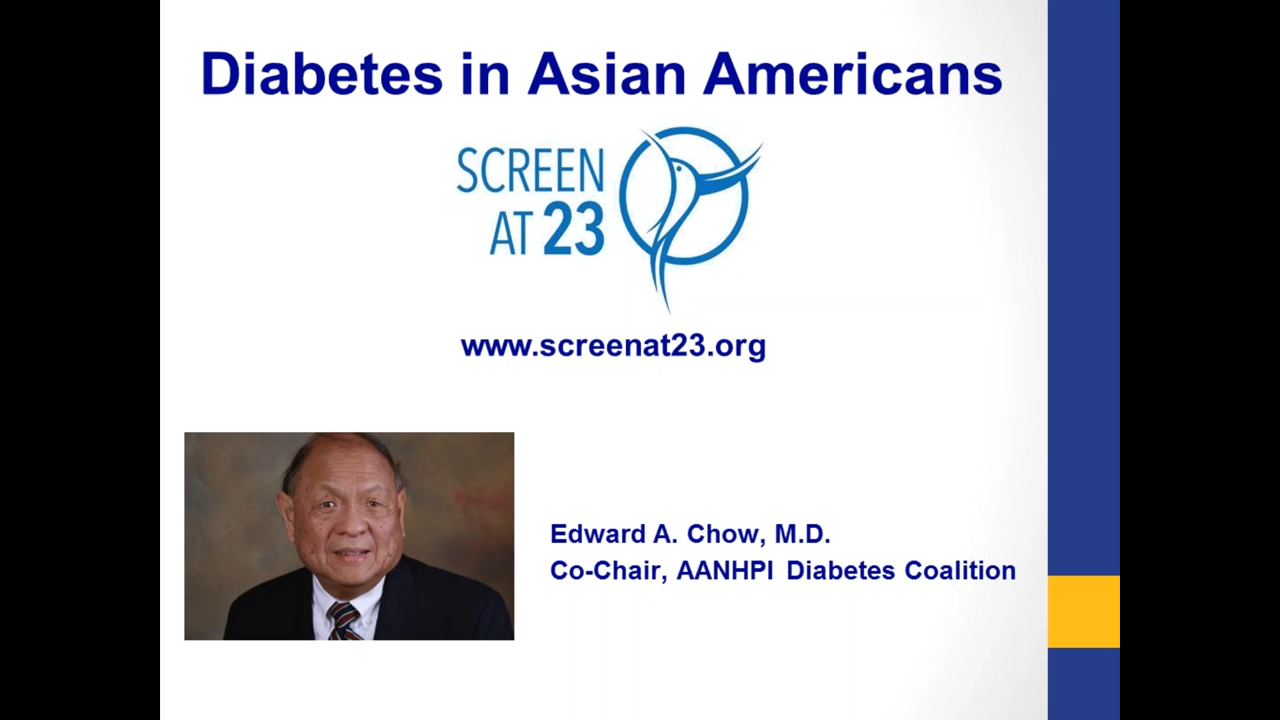 Diabetes in Asian Americans
SCREEN
AT 23
www.screenat23.org
Edward A. Chow, M.D.
Co-Chair, AANHPI Diabetes Coalition